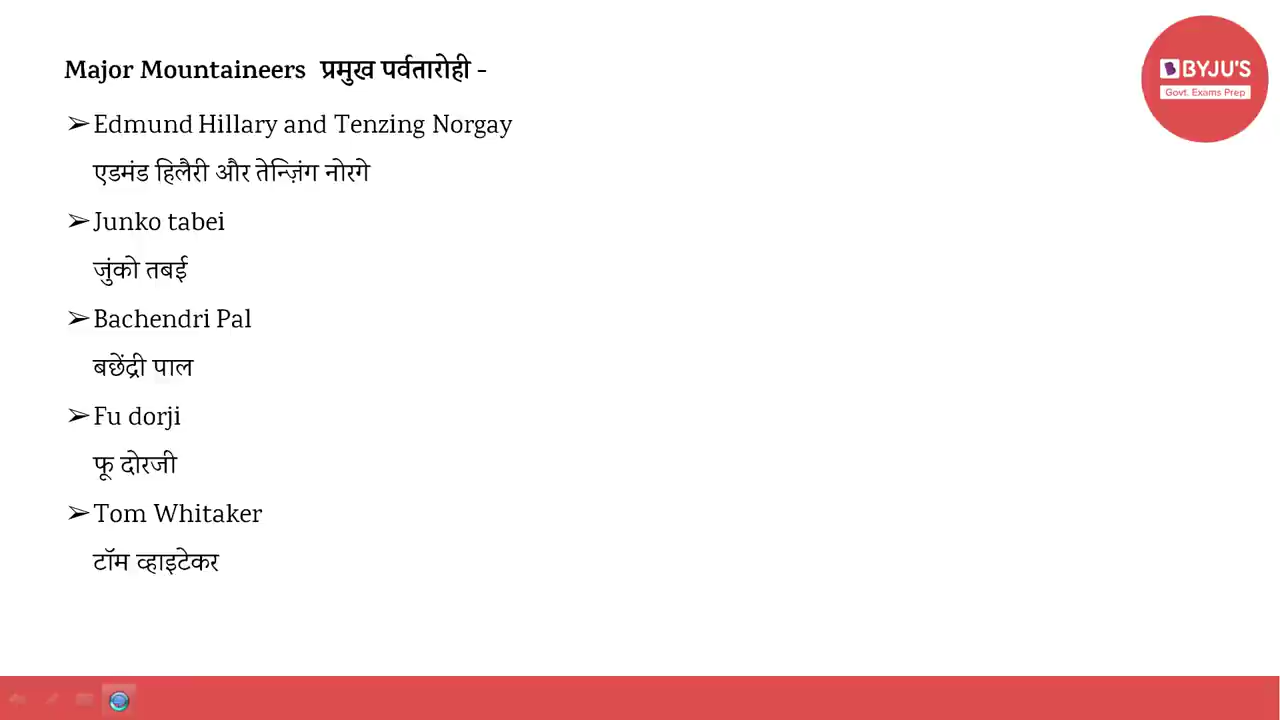 Major Mountaineers प्रमुख पर्वतारोही -
➢Edmund Hillary and Tenzing Norgay
एडमंड हिलैरी और तेन्ज़िंग नोरगे
➢Junko tabei
जुंको तबई
➢Bachendri Pal
बछेंद्री पाल
➢Fu dorji
फू दोरजी
➢Tom Whitaker
टॉम व्हाइटेकर
BYJU'S
Govt. Exams Prep